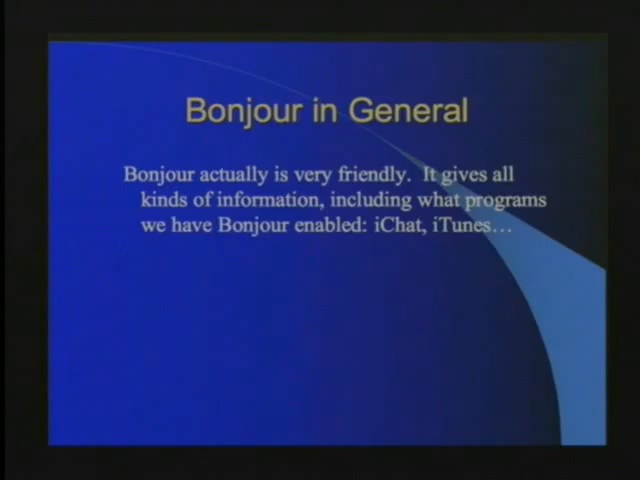 Bonjour in General
Bonjour actually is very friendly.  It gives all
kinds of information, including what programs
we have Bonjour enabled: iChat, iTunes…